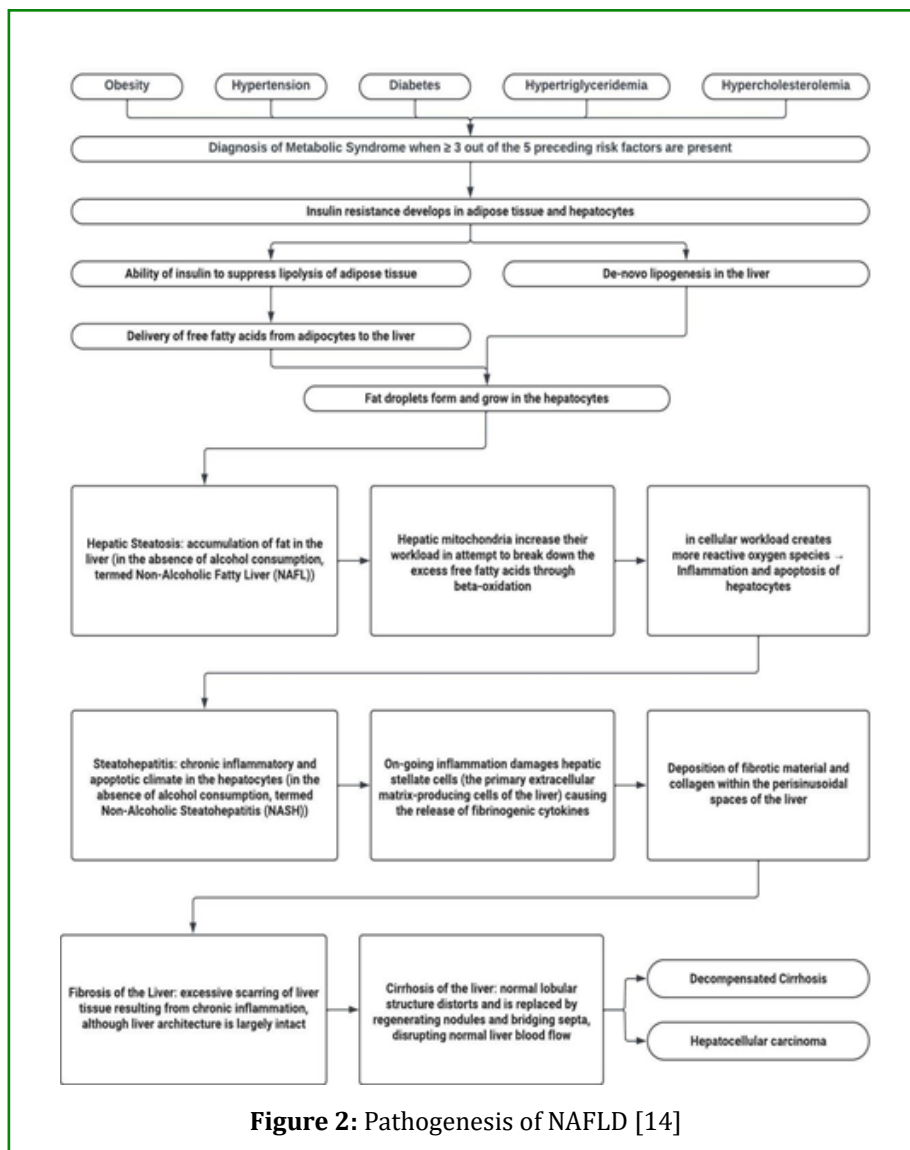 Obesity
Hypertension
Diabetes
Hypertriglyceridemia
Hypercholesterolemia
Diagnosis of Metabolic Syndrome when ≥ 3 out of the 5 preceding risk factors are present
Insulin resistance develops in adipose tissue and hepatocytes
Ability of insulin to suppress lipolysis of adipose tissue
De-novo lipogenesis in the liver
Delivery of free fatty acids from adipocytes to the liver
Fat droplets form and grow in the hepatocytes
Hepatic Steatosis: accumulation of fat in the
liver (in the absence of alcohol consumption,
termed Non-Alcoholic Fatty Liver (NAFL))
Hepatic mitochondria increase their
workload in attempt to break down the
excess free fatty acids through
beta-oxidation
in cellular workload creates
more reactive oxygen species →
Inflammation and apoptosis of
hepatocytes
Steatohepatitis: chronic inflammatory and
apoptotic climate in the hepatocytes (in the
absence of alcohol consumption, termed
Non-Alcoholic Steatohepatitis (NASH))
On-going inflammation damages hepatic
stellate cells (the primary extracellular
matrix-producing cells of the liver) causing
the release of fibrinogenic cytokines
Deposition of fibrotic material and
collagen within the perisinusoidal
spaces of the liver
Fibrosis of the Liver: excessive scarring of liver
tissue resulting from chronic inflammation,
although liver architecture is largely intact
Cirrhosis of the liver: normal lobular
structure distorts and is replaced by
regenerating nodules and bridging septa,
disrupting normal liver blood flow
Decompensated Cirrhosis
Hepatocellular carcinoma
Figure 2: Pathogenesis of NAFLD [14]